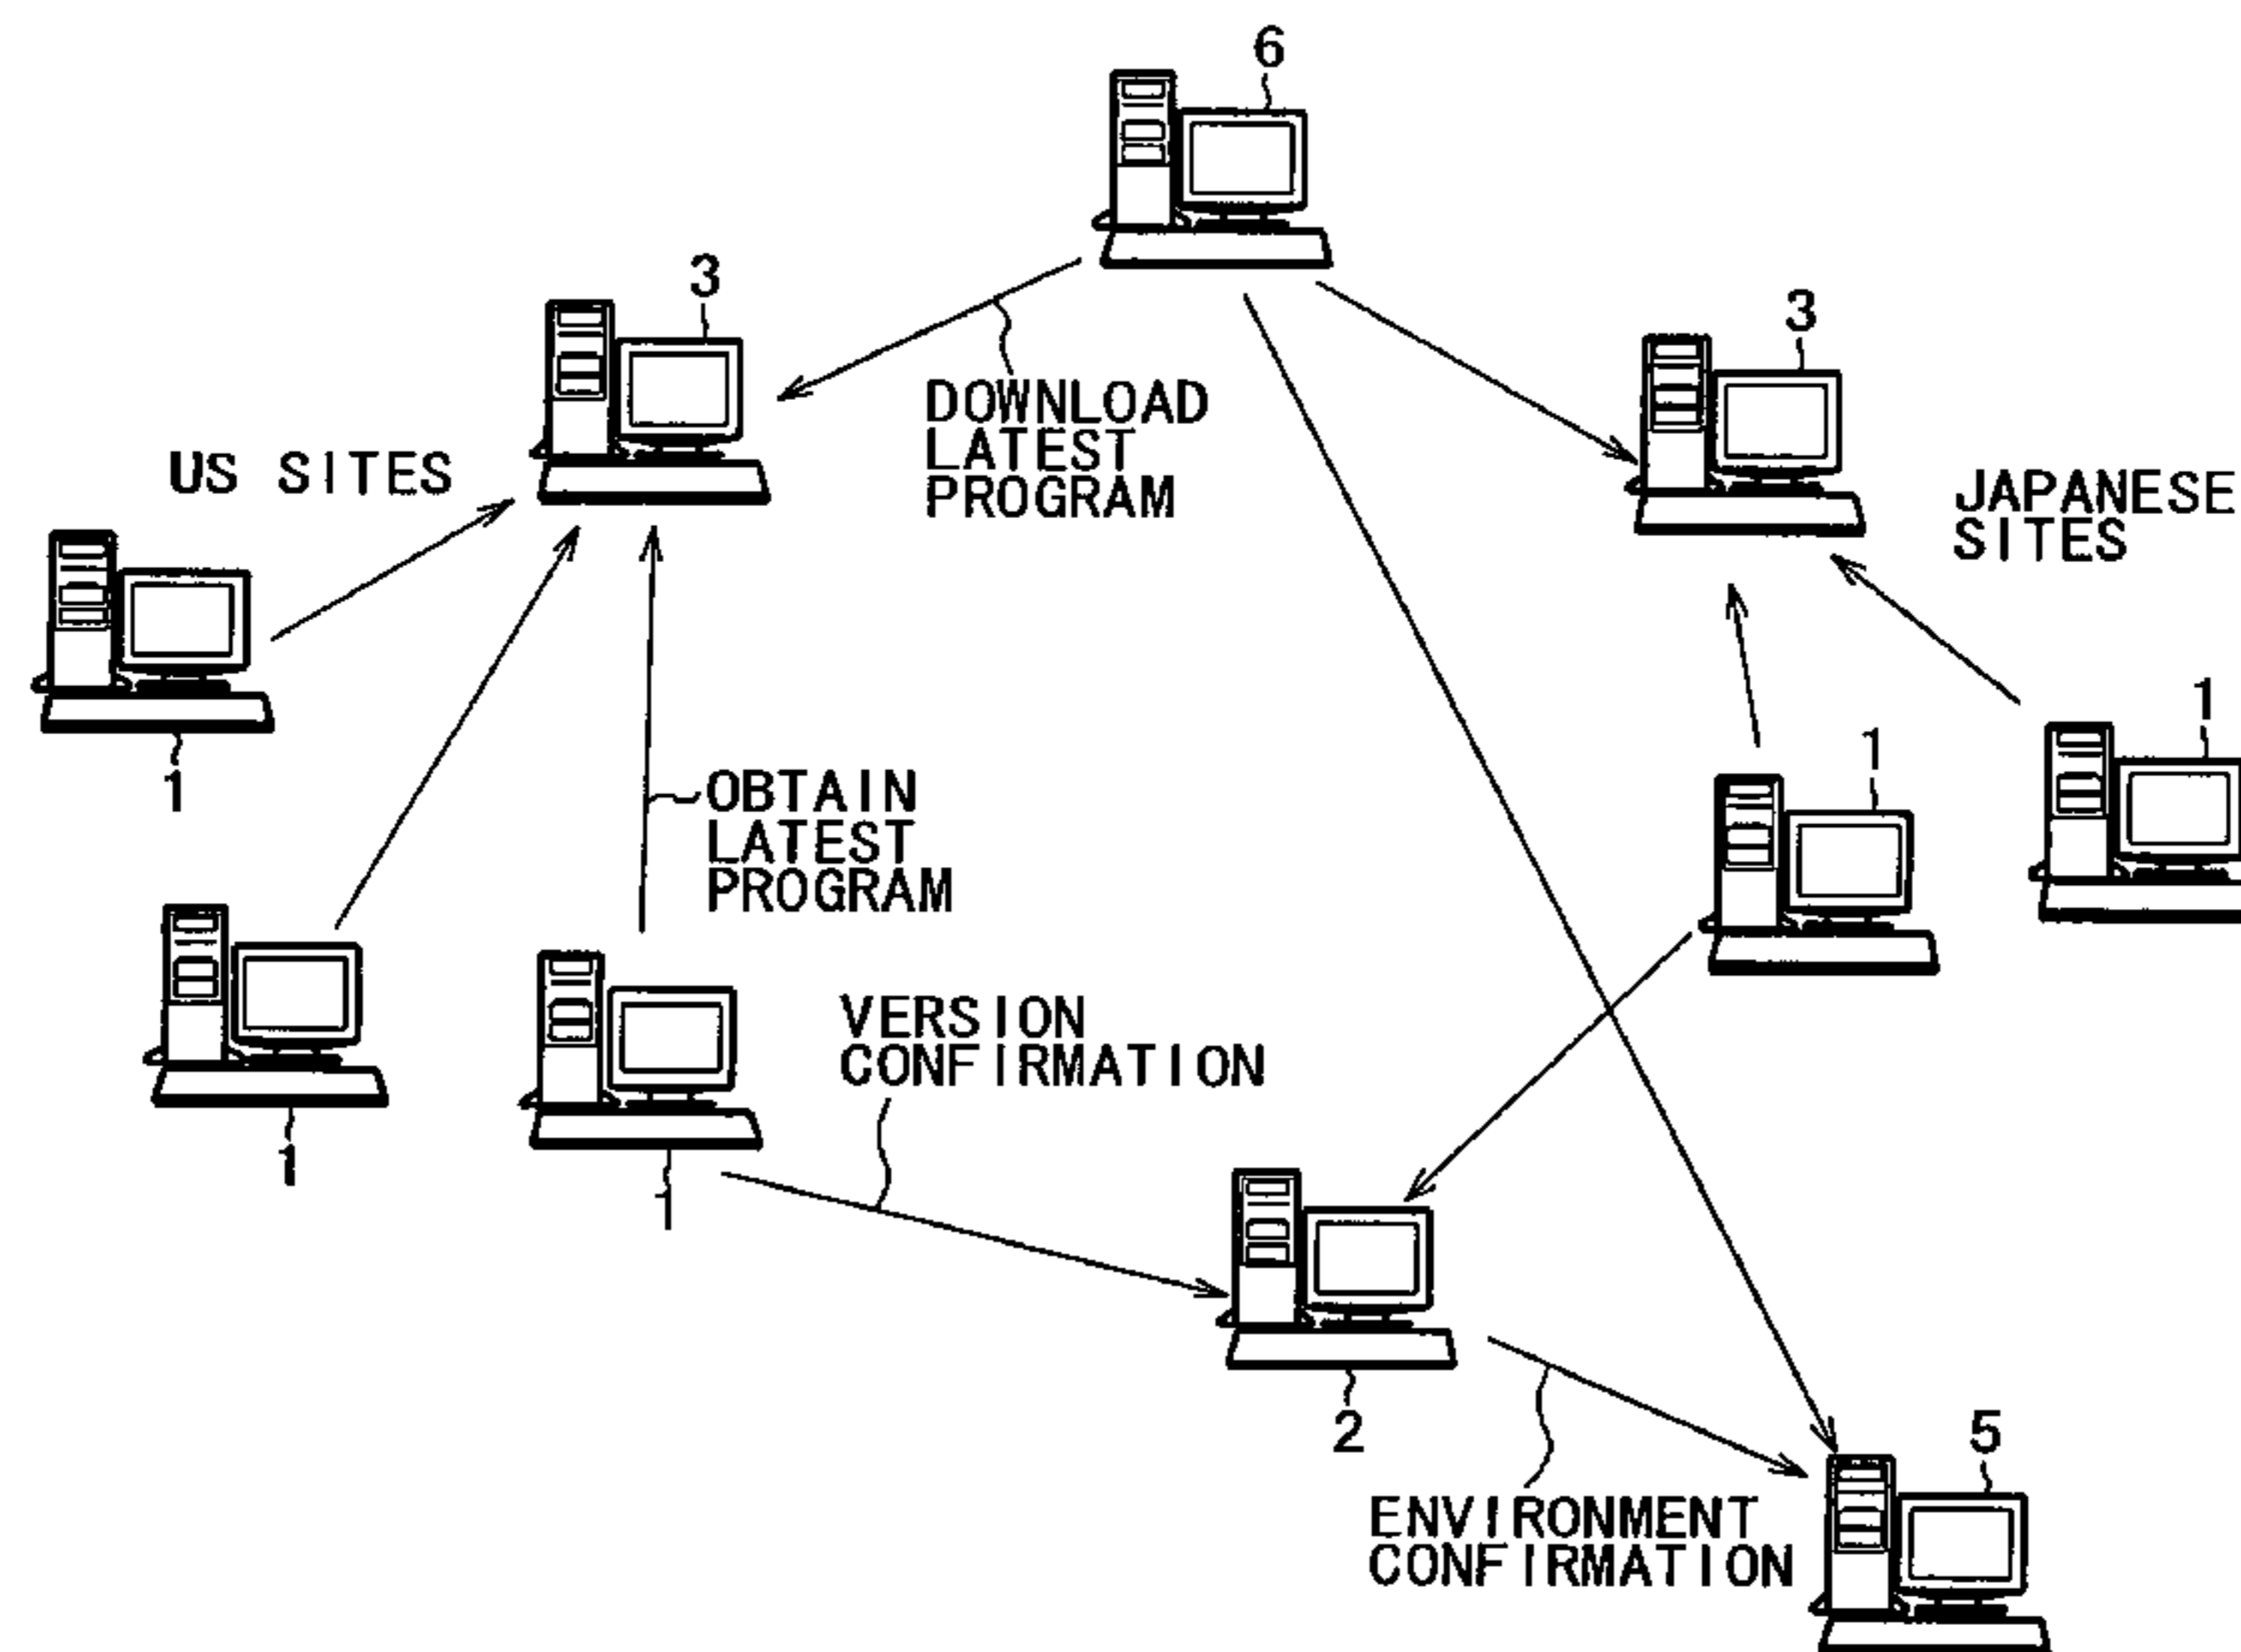 6
3
3
DOWNLOAD
LATEST
PROGRAM
US SITES
JAPANESE
SITES
1
1
1
OBTAIN
LATEST
PROGRAM
VERSION
CONFIRMATION
1
1
2
5
ENVIRONMENT
CONFIRMATION